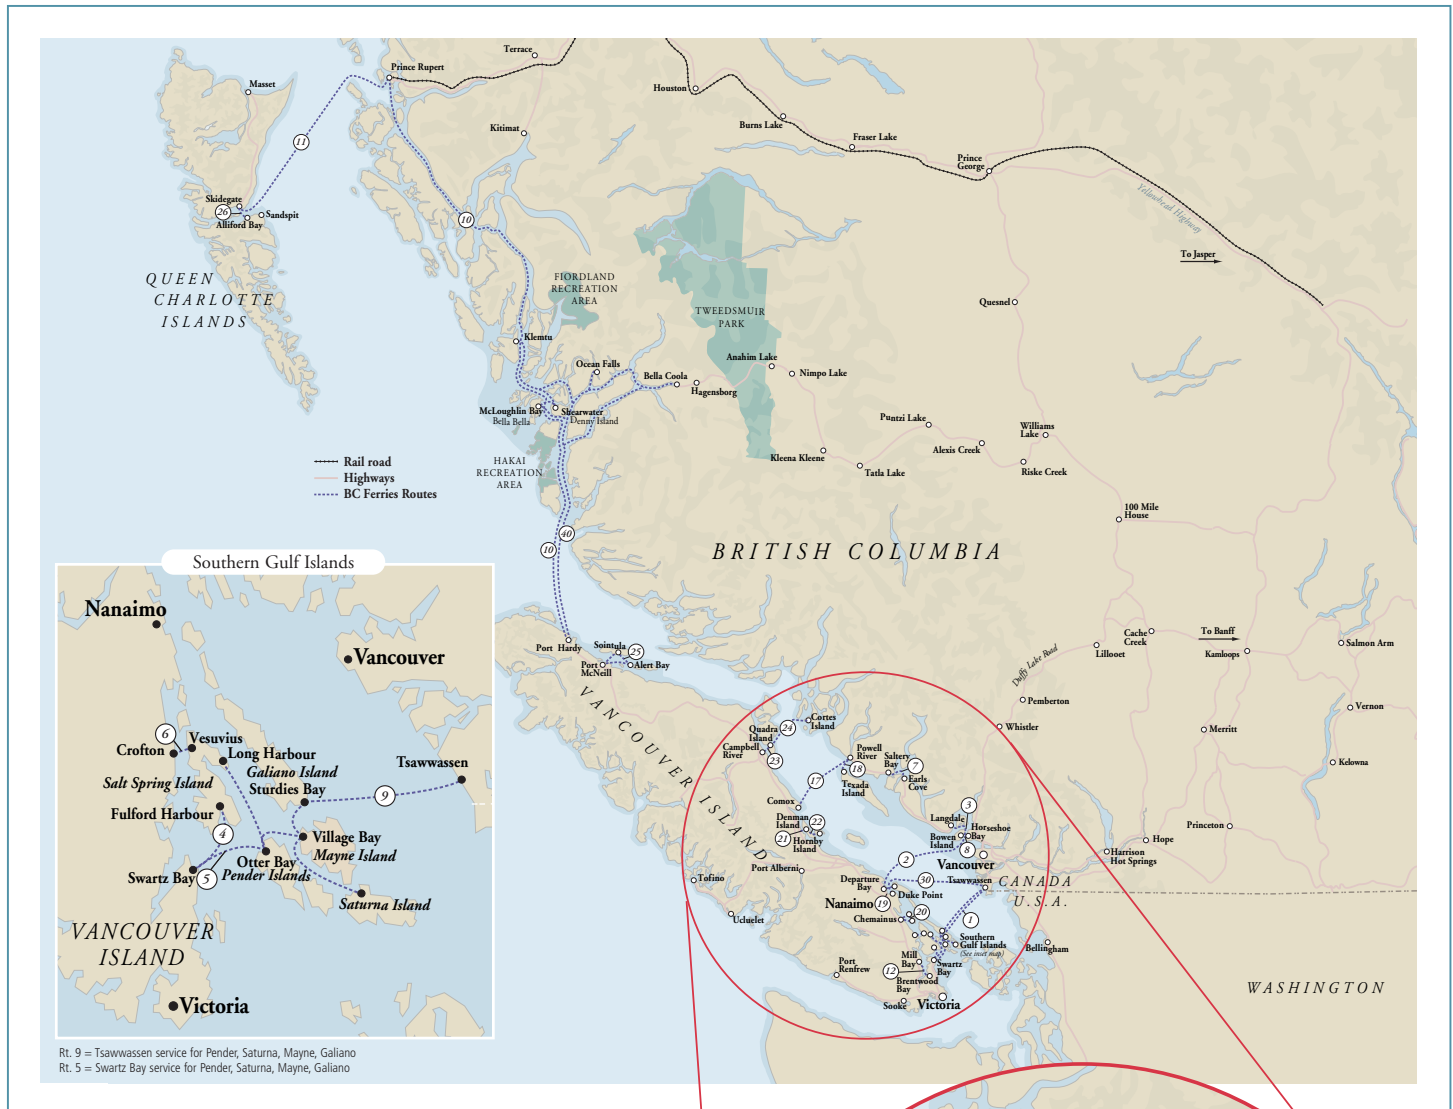 Terrace
Prince Rupert
Masset
Houston
Kitimat
Burns Lake
Fraser Lake
Prince
George
11
Yellowhead Highway
Skidegate
26
Sandspit
Alliford Bay
10
To Jasper
QUEEN
CHARLOTTE
ISLANDS
FIORDLAND
RECREATION
AREA
TWEEDSMUIR
PARK
Quesnel
Klemtu
Ocean Falls
Bella Coola
Hagensborg
Anahim Lake
Nimpo Lake
McLoughlin Bay
Bella Bella
Shearwater
Denny Island
Puntzi Lake
Williams
Lake
Alexis Creek
Kleena Kleene
Tatla Lake
Riske Creek
HAKAI
RECREATION
AREA
Rail road
Highways
BC Ferries Routes
100 Mile
House
40
10
BRITISH COLUMBIA
Port Hardy
Sointula
25
Port
McNeill
Alert Bay
Cache
Creek
To Banff
Kamloops
Salmon Arm
Lillooet
Duffy Lake Road
Pemberton
Whistler
Vernon
Merritt
Kelowna
VANCOUVER ISLAND
Cortes
Island
24
Quadra
Island
Campbell
River
23
Powell
River
18
Saltery
Bay
7
Earls
Cove
17
Texada
Island
Comox
Denman
Island
22
21
Hornby
Island
3
Langdale
Horseshoe
Bay
Bowen
Island
8
Vancouver
Princeton
Hope
Harrison
Hot Springs
2
Port Alberni
Tofino
Ucluelet
Departure
Bay
30
Tsawwassen
Duke Point
Nanaimo
19
Chemainus
20
1
CANADA
U.S.A.
Southern
Gulf Islands
(See inset map)
Bellingham
Mill
Bay
Swartz
Bay
12
Brentwood
Bay
Port
Renfrew
Sooke
Victoria
WASHINGTON
Southern Gulf Islands
Nanaimo
Vancouver
6
Vesuvius
Crofton
Long Harbour
Galiano Island
Tsawwassen
Salt Spring Island
Sturdies Bay
9
Fulford Harbour
4
Village Bay
Mayne Island
Otter Bay
Pender Islands
Swartz Bay
5
Saturna Island
VANCOUVER
ISLAND
Victoria
Rt. 9 = Tsawwassen service for Pender, Saturna, Mayne, Galiano
Rt. 5 = Swartz Bay service for Pender, Saturna, Mayne, Galiano